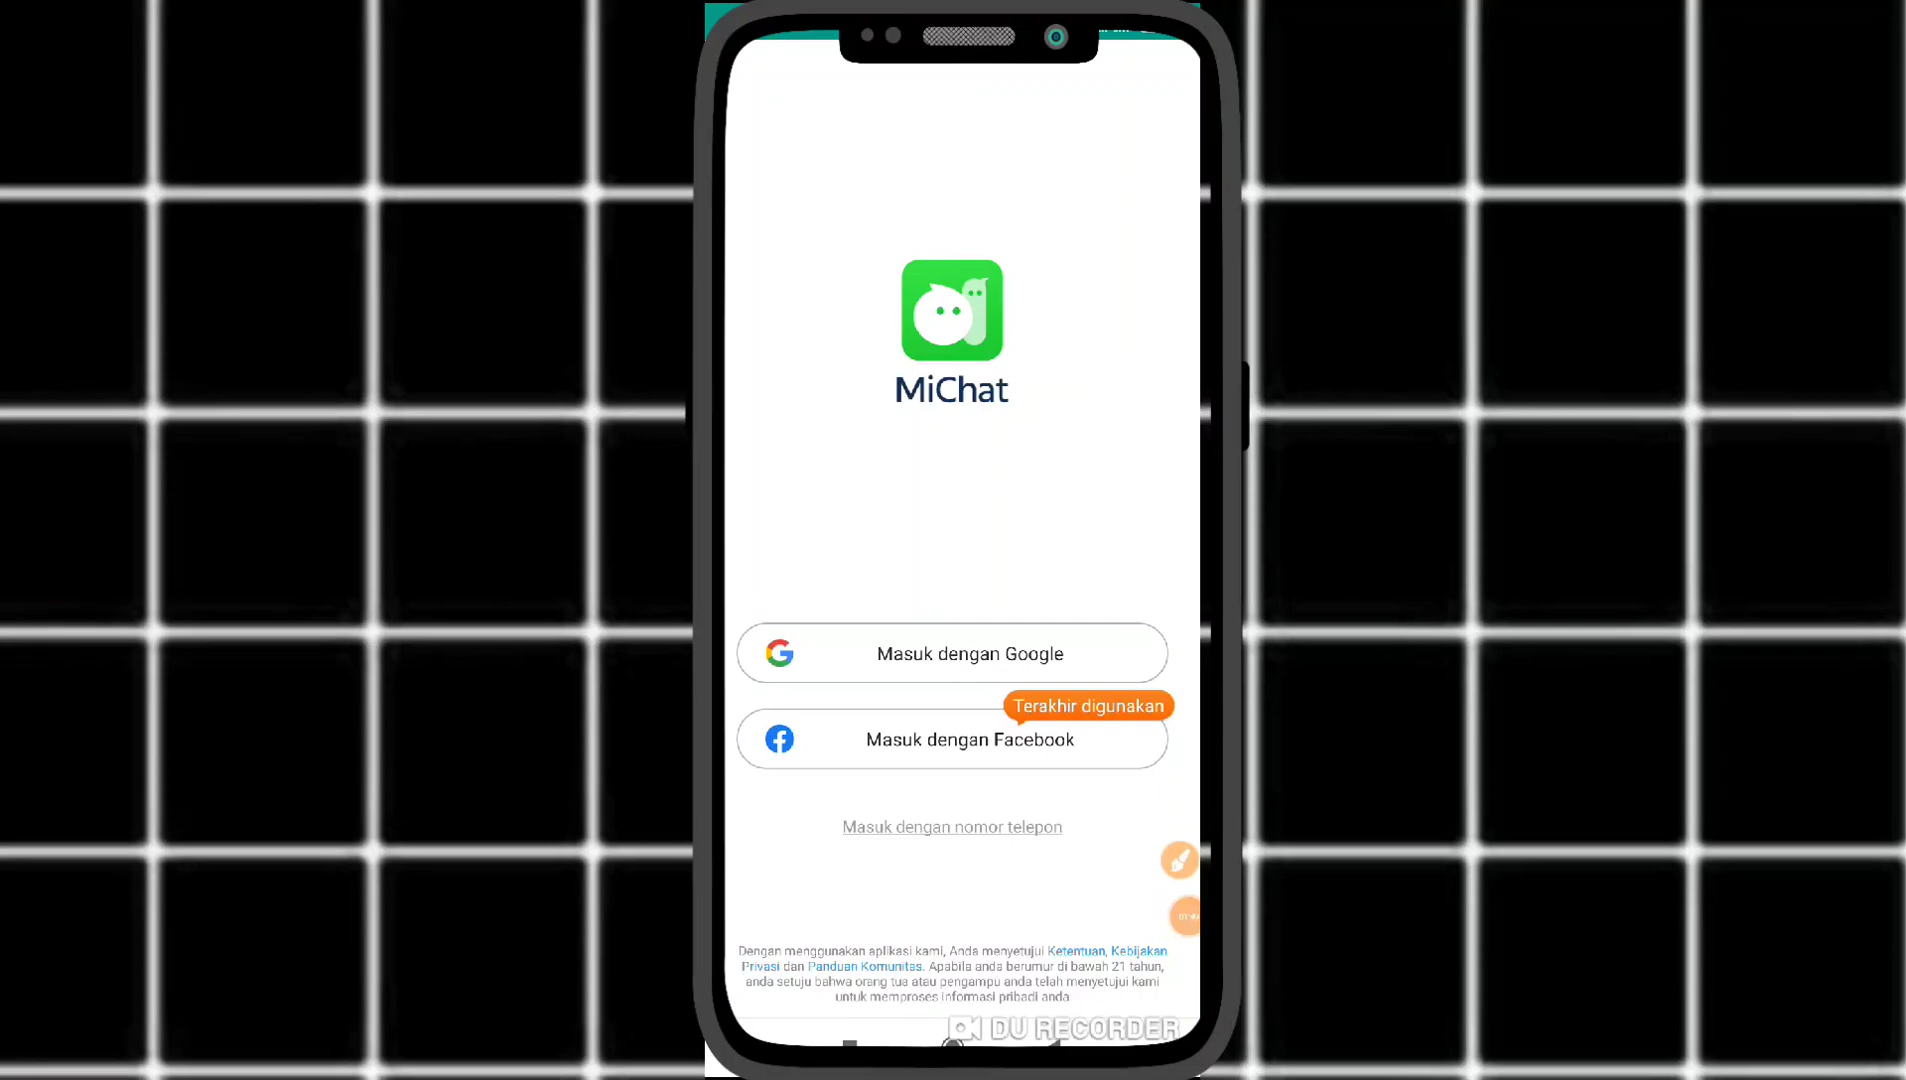 MiChat
Masuk dengan Google
Terakhir digunakan
Masuk dengan Facebook
Masuk dengan nomor telepon
Dengan menggunakan aplikasi kami, Anda menyetujui Ketentuan, Kebijakan
Privasi dan Panduan Komunitas. Apabila anda berumur di bawah 21 tahun,
anda setuju bahwa orang tua atau pengampu anda telah menyetujui kami
untuk memproses informasi pribadi anda
DU RECORDER